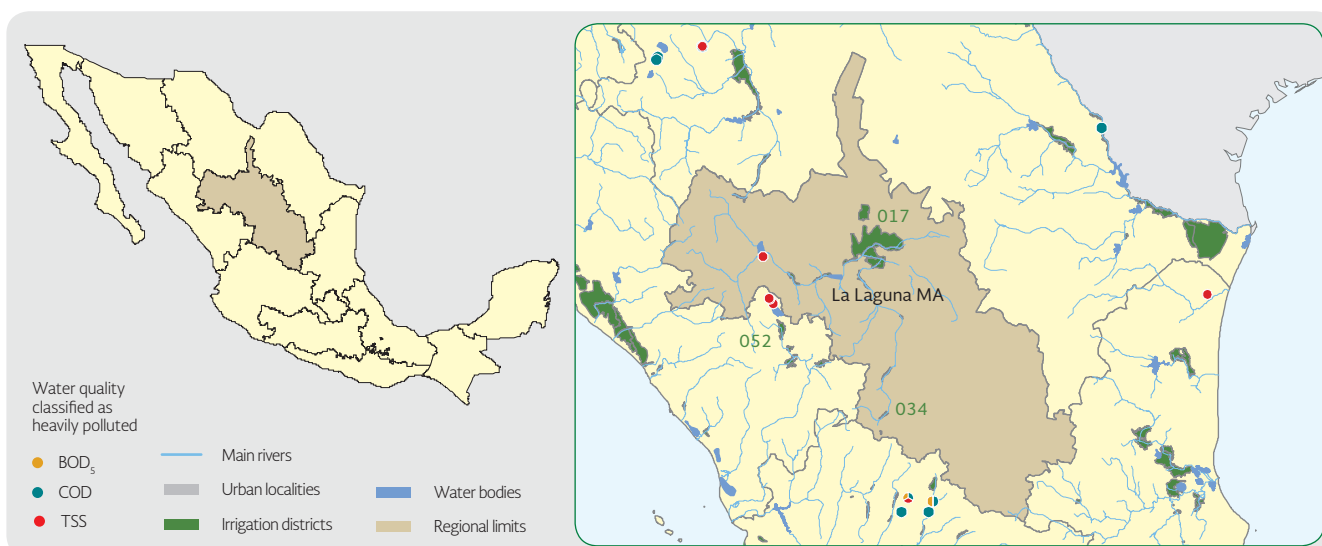 Water quality
classified as
heavily polluted
BOD₅
COD
TSS
Main rivers
Urban localities
Irrigation districts
Water bodies
Regional limits
017
La Laguna MA
052
034